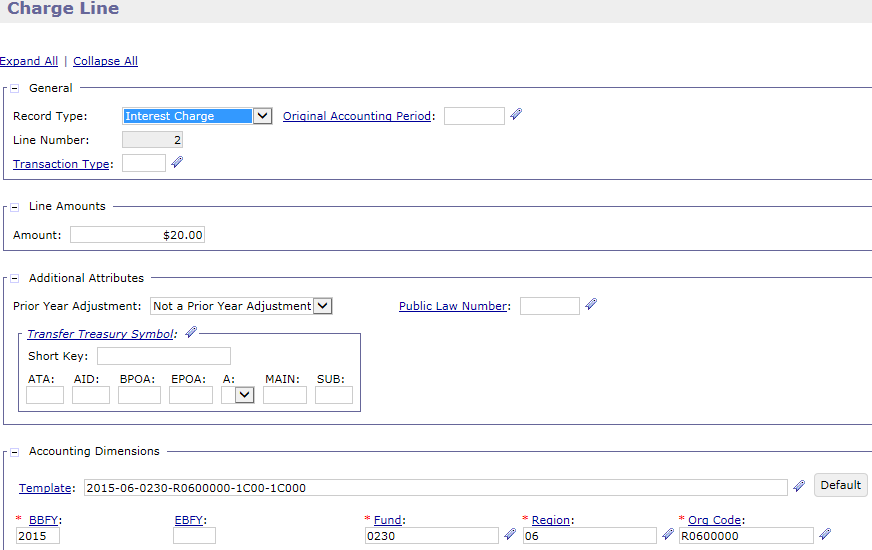 Charge Line
Expand All | Collapse All
General
Record Type: Interest Charge Original Accounting Period:
Line Number: 2
Transaction Type:
Line Amounts
Amount: $20.00
Additional Attributes
Prior Year Adjustment: Not a Prior Year Adjustment Public Law Number:
Transfer Treasury Symbol:
Short Key:
ATA: AID: BPOA: EPOA: A: MAIN: SUB:
Accounting Dimensions
Template: 2015-06-0230-R0600000-1C00-1C000 Default
* BBFY: EBFY: * Fund: * Region: * Org Code:
2015 0230 06 R0600000